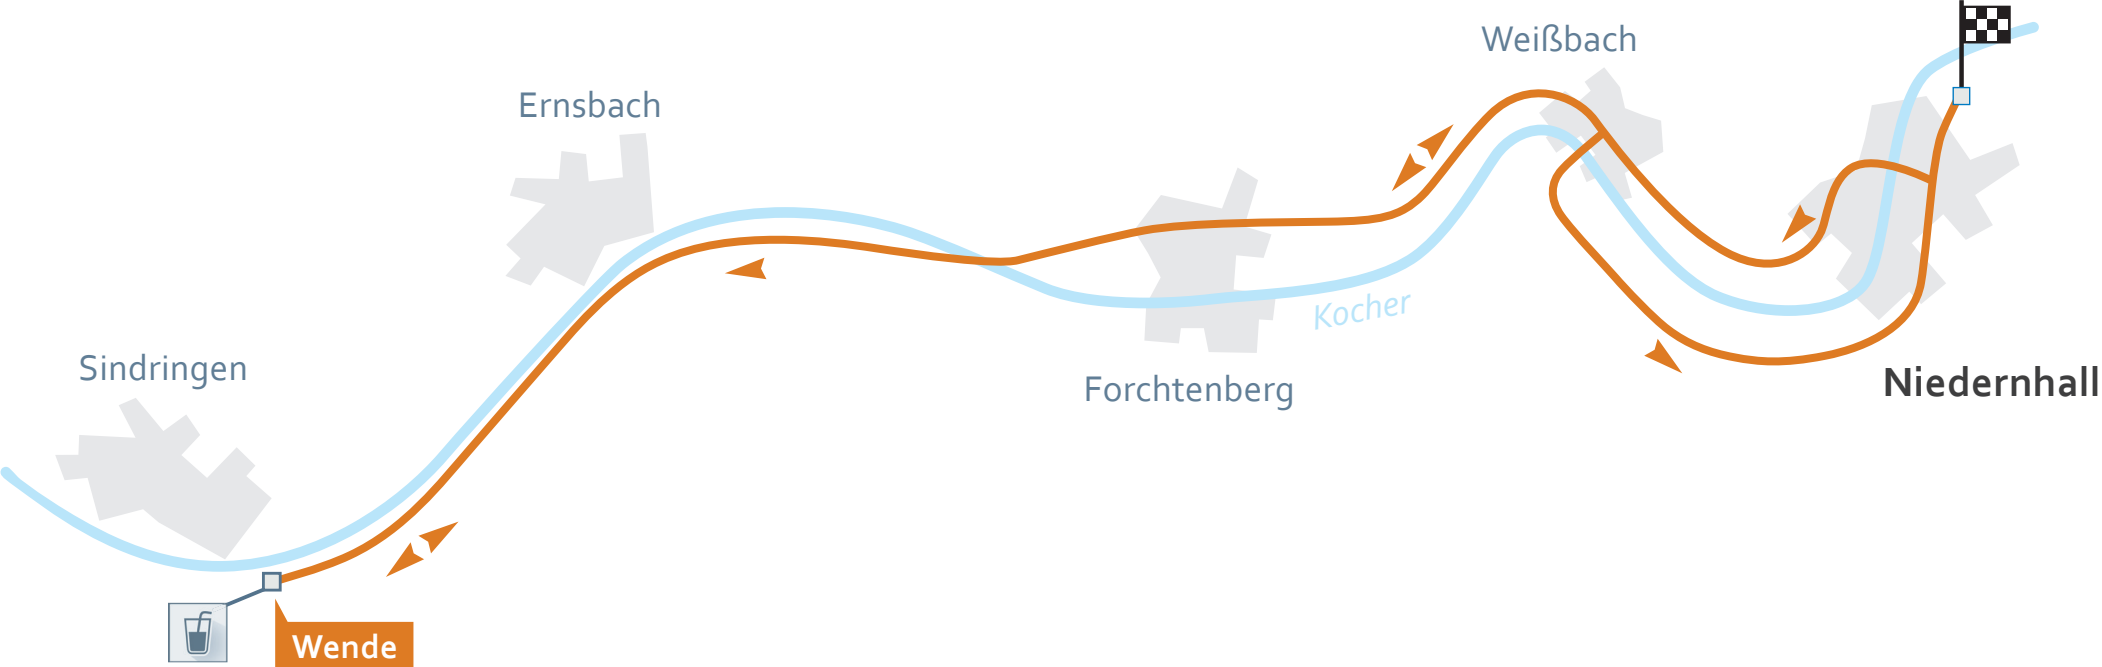 Weißbach
Ernsbach
Kocher
Sindringen
Forchtenberg
Niedernhall
Wende